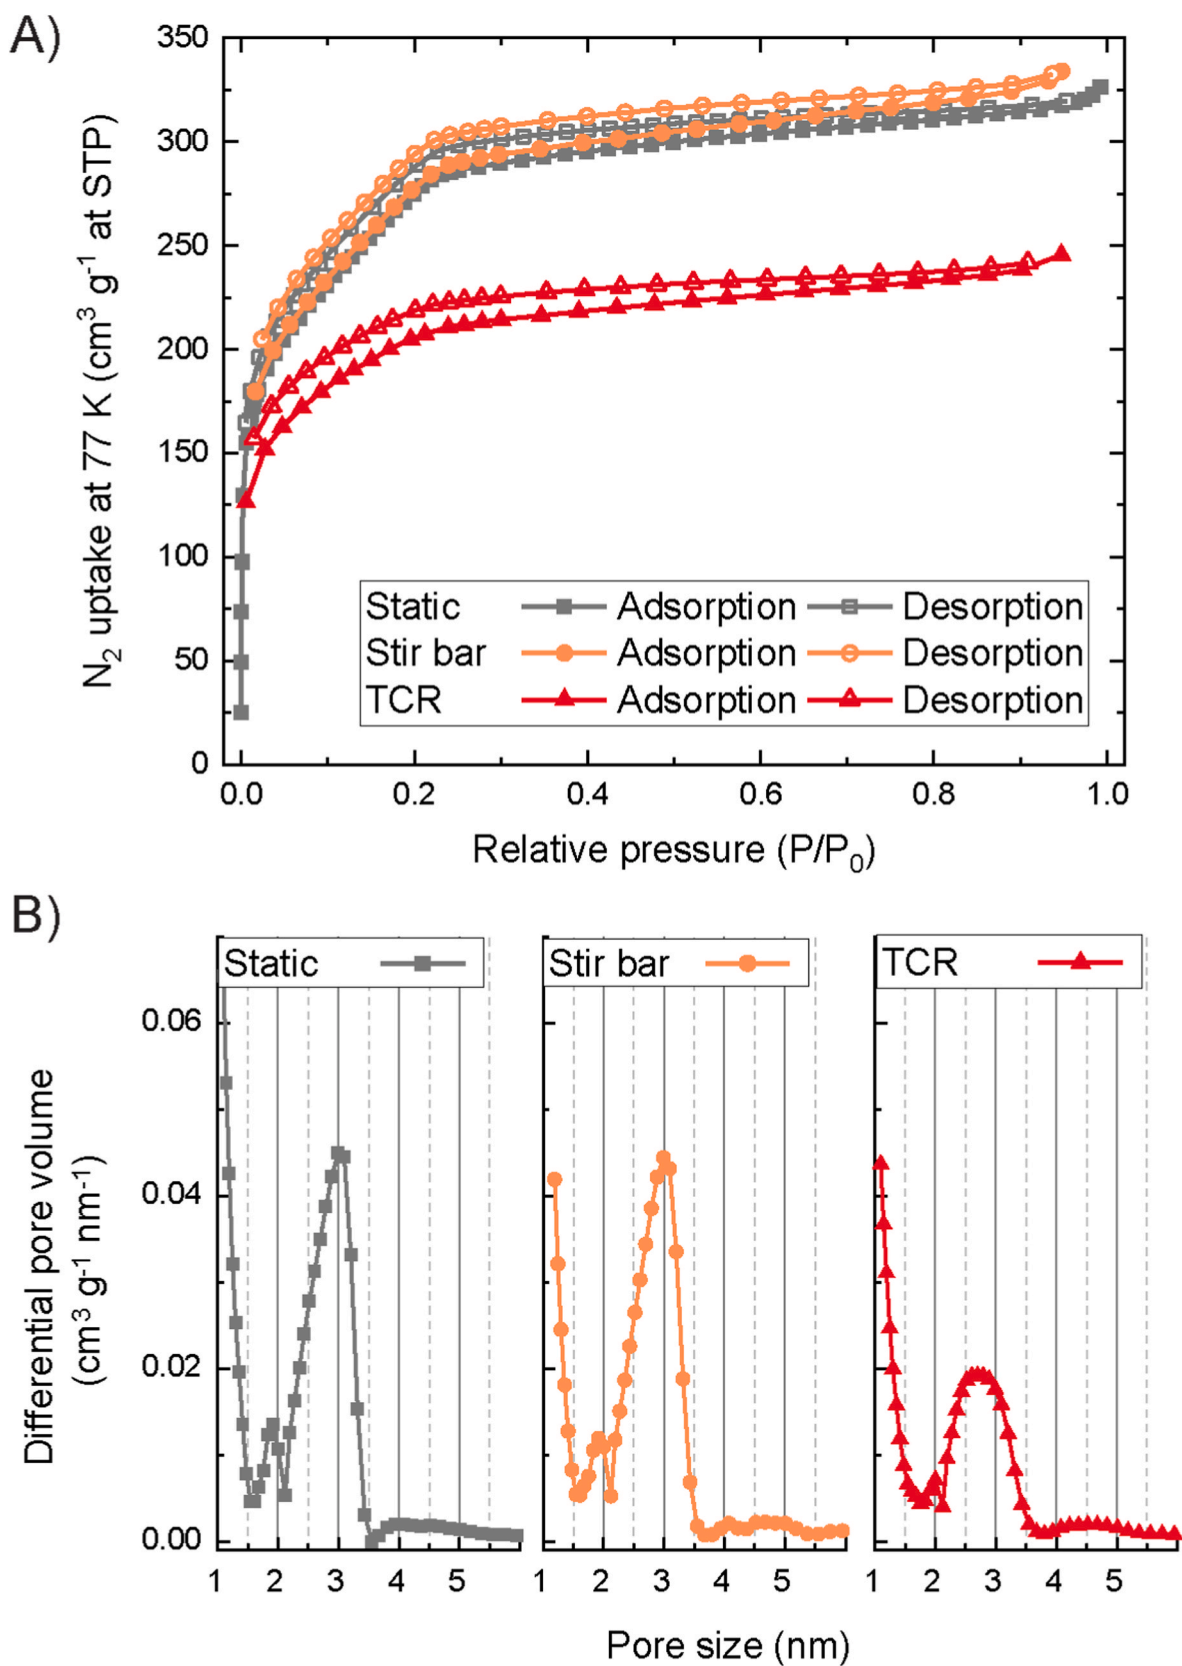 A)
350
300
250
200
150
100
50
0
N₂ uptake at 77 K (cm³ g⁻¹ at STP)
Static Adsorption Desorption
Stir bar Adsorption Desorption
TCR Adsorption Desorption
0.0 0.2 0.4 0.6 0.8 1.0
Relative pressure (P/P₀)
B)
Static
Stir bar
TCR
0.06
0.04
0.02
0.00
Differential pore volume
(cm³ g⁻¹ nm⁻¹)
1 2 3 4 5 1 2 3 4 5 1 2 3 4 5
Pore size (nm)